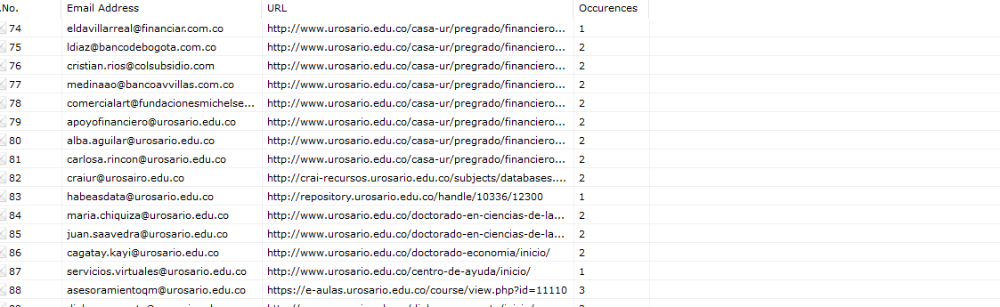 .No. Email Address URL Occurences
74 eldavillarreal@financiar.com.co http://www.urosario.edu.co/casa-ur/pregrado/financiero... 1
75 ldiaz@bancodebogota.com.co http://www.urosario.edu.co/casa-ur/pregrado/financiero... 2
76 cristian.rios@colsubsidio.com http://www.urosario.edu.co/casa-ur/pregrado/financiero... 2
77 medinaao@bancoavvillas.com.co http://www.urosario.edu.co/casa-ur/pregrado/financiero... 2
78 comercialart@fundacionesmichelse... http://www.urosario.edu.co/casa-ur/pregrado/financiero... 2
79 apoyofinanciero@urosario.edu.co http://www.urosario.edu.co/casa-ur/pregrado/financiero... 2
80 alba.aguilar@urosario.edu.co http://www.urosario.edu.co/casa-ur/pregrado/financiero... 2
81 carlosa.rincon@urosario.edu.co http://www.urosario.edu.co/casa-ur/pregrado/financiero... 2
82 craiur@urosairo.edu.co http://crai-recursos.urosario.edu.co/subjects/databases.... 2
83 habeasdata@urosario.edu.co http://repository.urosario.edu.co/handle/10336/12300 1
84 maria.chiquiza@urosario.edu.co http://www.urosario.edu.co/doctorado-en-ciencias-de-la... 2
85 juan.saavedra@urosario.edu.co http://www.urosario.edu.co/doctorado-en-ciencias-de-la... 2
86 cagatay.kayi@urosario.edu.co http://www.urosario.edu.co/doctorado-economia/inicio/ 2
87 servicios.virtuales@urosario.edu.co http://www.urosario.edu.co/centro-de-ayuda/inicio/ 1
88 asesoramientoqm@urosario.edu.co https://e-aulas.urosario.edu.co/course/view.php?id=11110 3